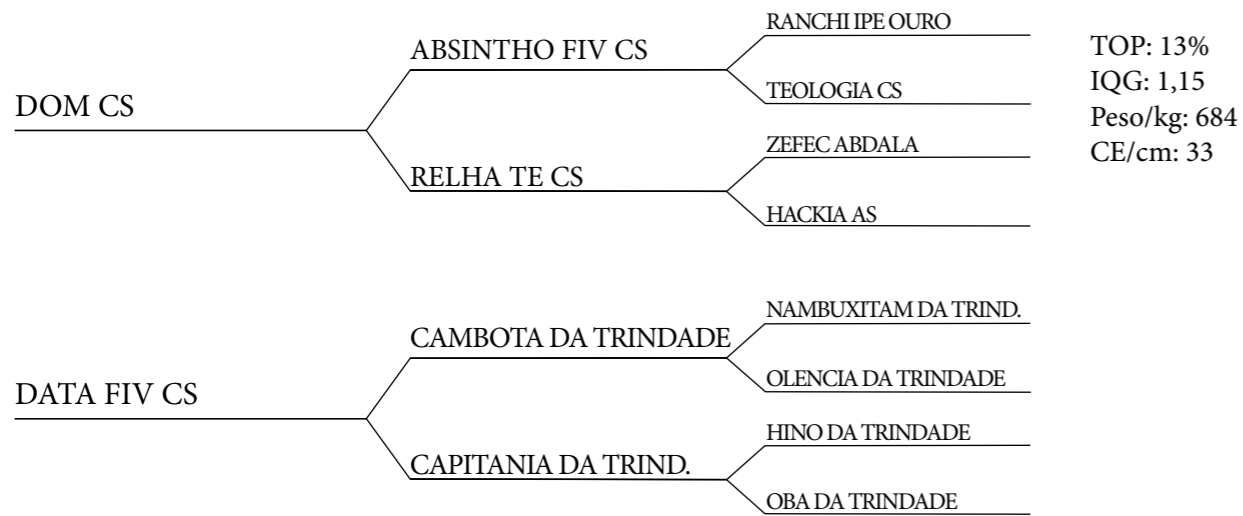 DOM CS
ABSINTHO FIV CS
RANCHI IPE OURO
TEOLOGIA CS
RELHA TE CS
ZEFEC ABDALA
HACKIA AS
TOP: 13%
IQG: 1,15
Peso/kg: 684
CE/cm: 33
DATA FIV CS
CAMBOTA DA TRINDADE
NAMBUXITAM DA TRIND.
OLENCIA DA TRINDADE
CAPITANIA DA TRIND.
HINO DA TRINDADE
OBA DA TRINDADE